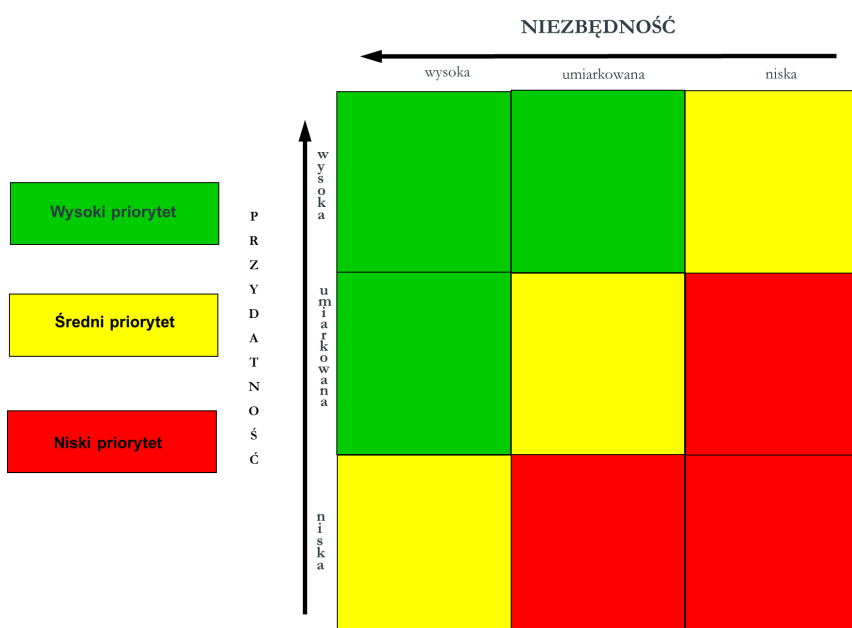 NIEZBĘDNOŚĆ
wysoka umiarkowana niska
Wysoki priorytet
Średni priorytet
Niski priorytet
PRZYDATNOŚĆ
wysoka
umiarkowana
niska